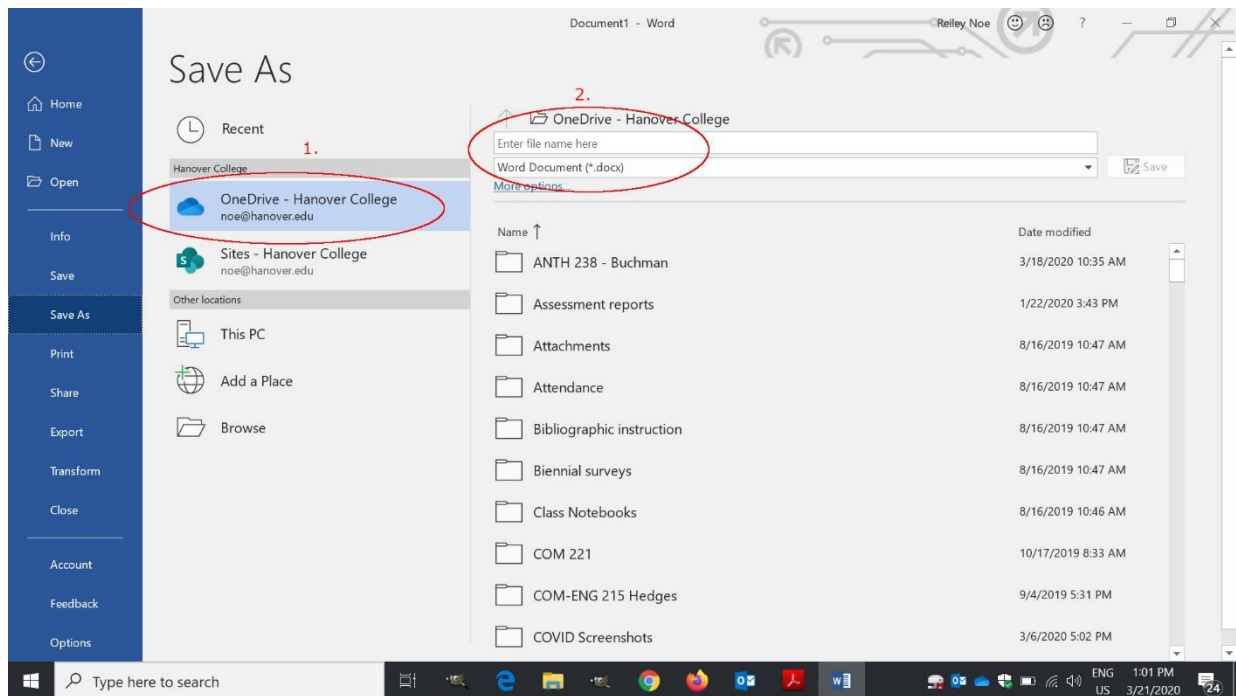 Document1 - Word
Reiley Noe
?
Save As
Home
New
Open
Info
Save
Save As
Print
Share
Export
Transform
Close
Account
Feedback
Options
Recent
1.
Hanover College
OneDrive - Hanover College
noe@hanover.edu
Sites - Hanover College
noe@hanover.edu
Other locations
This PC
Add a Place
Browse
2.
OneDrive - Hanover College
Enter file name here
Word Document (*.docx)
Save
More options...
Name ↑ Date modified
ANTH 238 - Buchman 3/18/2020 10:35 AM
Assessment reports 1/22/2020 3:43 PM
Attachments 8/16/2019 10:47 AM
Attendance 8/16/2019 10:47 AM
Bibliographic instruction 8/16/2019 10:47 AM
Biennial surveys 8/16/2019 10:47 AM
Class Notebooks 8/16/2019 10:46 AM
COM 221 10/17/2019 8:33 AM
COM-ENG 215 Hedges 9/4/2019 5:31 PM
COVID Screenshots 3/6/2020 5:02 PM
Type here to search
ENG 1:01 PM
US 3/21/2020
24